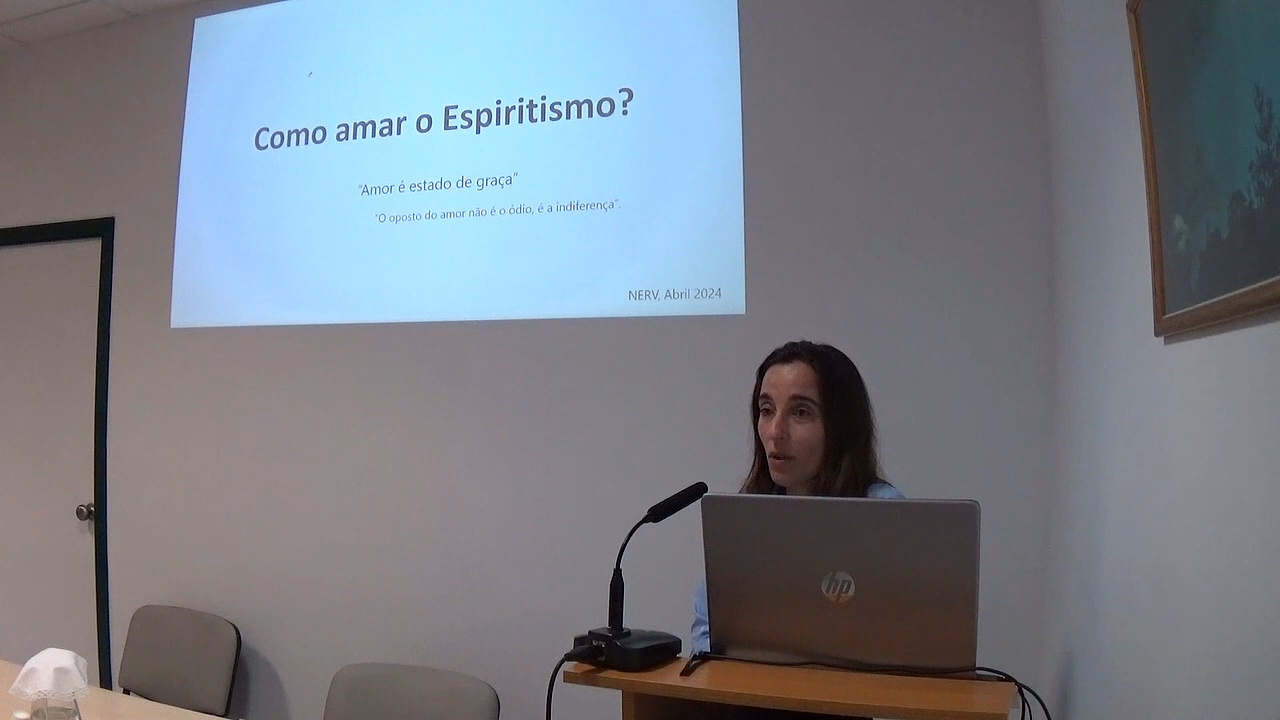 Como amar o Espiritismo?
“Amor é estado de graça”
“O oposto do amor não é o ódio, é a indiferença”.
NERV, Abril 2024
hp